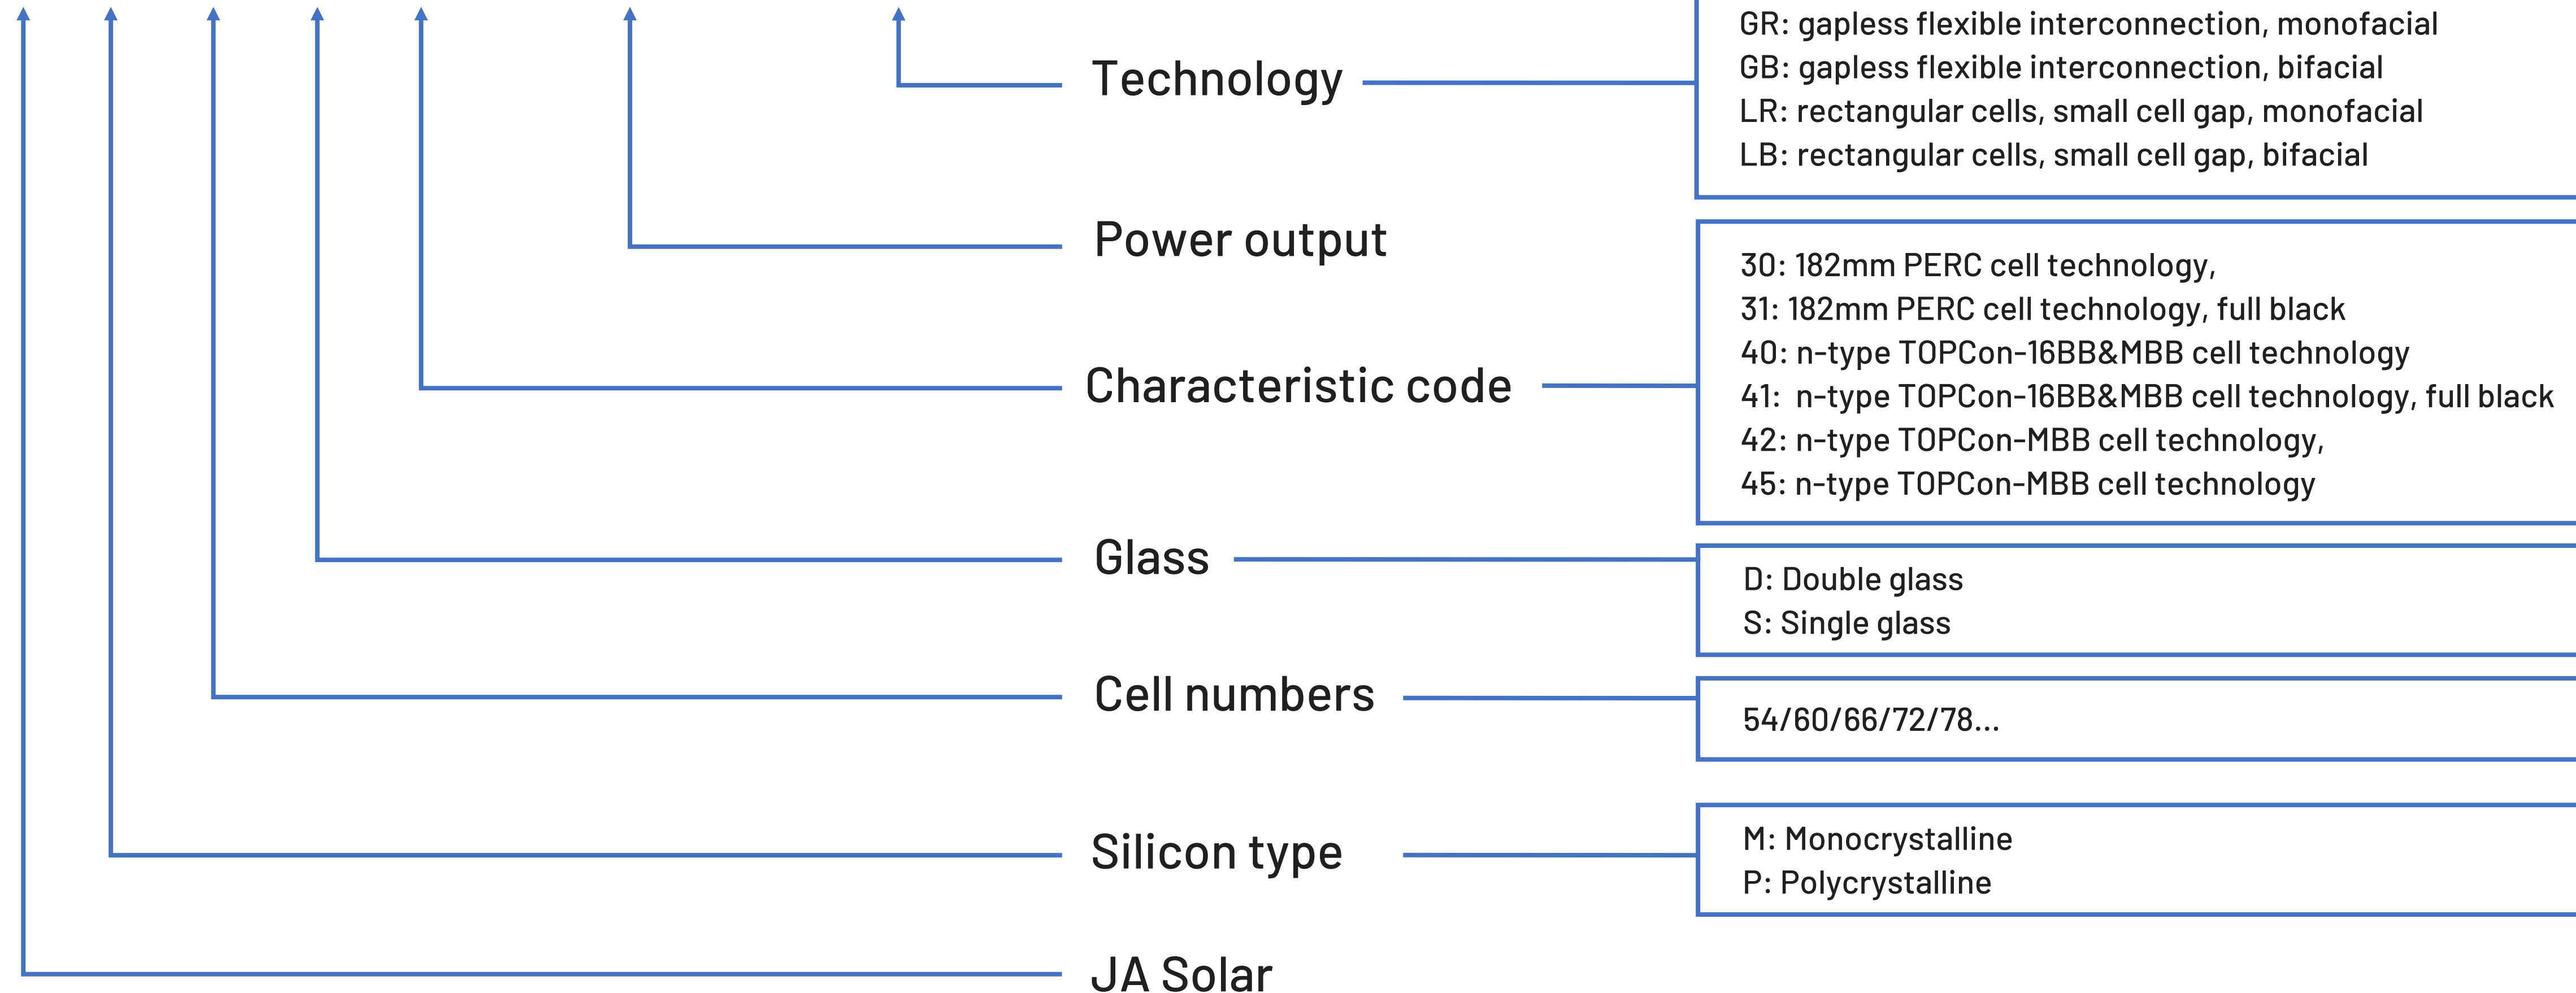 GR: gapless flexible interconnection, monofacial
GB: gapless flexible interconnection, bifacial
LR: rectangular cells, small cell gap, monofacial
LB: rectangular cells, small cell gap, bifacial
Technology
Power output
30: 182mm PERC cell technology,
31: 182mm PERC cell technology, full black
40: n-type TOPCon-16BB&MBB cell technology
41: n-type TOPCon-16BB&MBB cell technology, full black
42: n-type TOPCon-MBB cell technology,
45: n-type TOPCon-MBB cell technology
Characteristic code
Glass
D: Double glass
S: Single glass
Cell numbers
54/60/66/72/78...
Silicon type
M: Monocrystalline
P: Polycrystalline
JA Solar